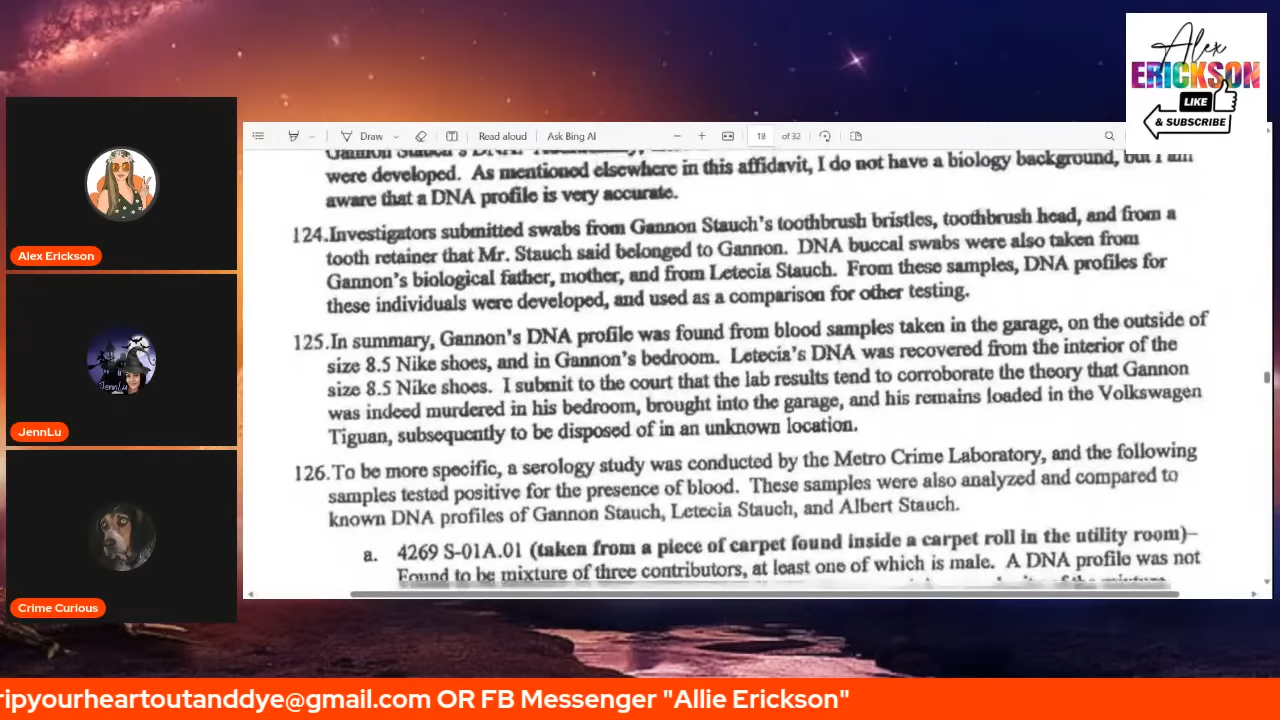 Alex
ERICKSON
LIKE
& SUBSCRIBE
Draw
Read aloud
Ask Bing AI
18
of 32
Gannon Stauch's DNA.
were developed. As mentioned elsewhere in this affidavit, I do not have a biology background, but I am
aware that a DNA profile is very accurate.
124.Investigators submitted swabs from Gannon Stauch's toothbrush bristles, toothbrush head, and from a
tooth retainer that Mr. Stauch said belonged to Gannon. DNA buccal swabs were also taken from
Gannon's biological father, mother, and from Letecia Stauch. From these samples, DNA profiles for
these individuals were developed, and used as a comparison for other testing.
125.In summary, Gannon's DNA profile was found from blood samples taken in the garage, on the outside of
size 8.5 Nike shoes, and in Gannon's bedroom. Letecia's DNA was recovered from the interior of the
size 8.5 Nike shoes. I submit to the court that the lab results tend to corroborate the theory that Gannon
was indeed murdered in his bedroom, brought into the garage, and his remains loaded in the Volkswagen
Tiguan, subsequently to be disposed of in an unknown location.
126.To be more specific, a serology study was conducted by the Metro Crime Laboratory, and the following
samples tested positive for the presence of blood. These samples were also analyzed and compared to
known DNA profiles of Gannon Stauch, Letecia Stauch, and Albert Stauch.
a. 4269 S-01A.01 (taken from a piece of carpet found inside a carpet roll in the utility room)–
Found to be mixture of three contributors, at least one of which is male. A DNA profile was not
Alex Erickson
JennLu
JennLu
Crime Curious
ripyourheartoutanddye@gmail.com OR FB Messenger "Allie Erickson"